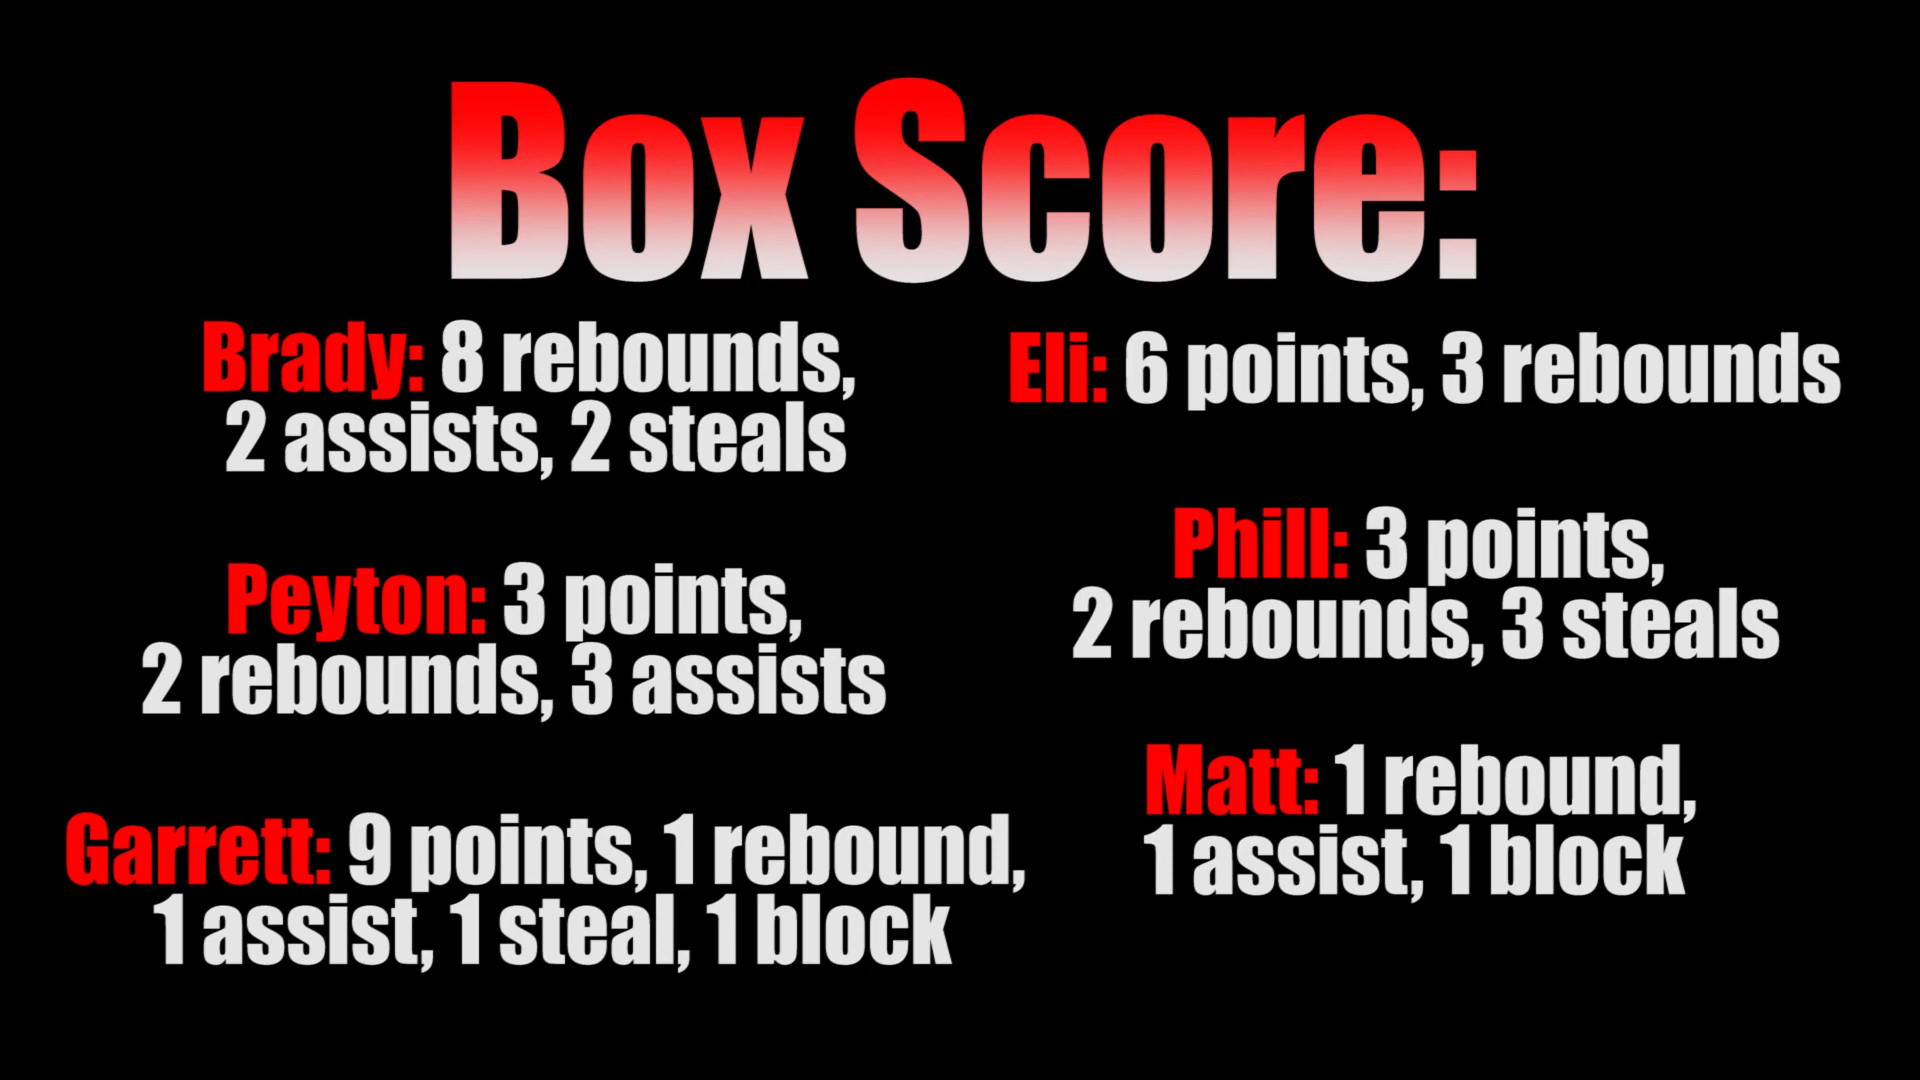 Box Score:
Brady: 8 rebounds,
2 assists, 2 steals
Peyton: 3 points,
2 rebounds, 3 assists
Garrett: 9 points, 1 rebound,
1 assist, 1 steal, 1 block
Eli: 6 points, 3 rebounds
Phill: 3 points,
2 rebounds, 3 steals
Matt: 1 rebound,
1 assist, 1 block